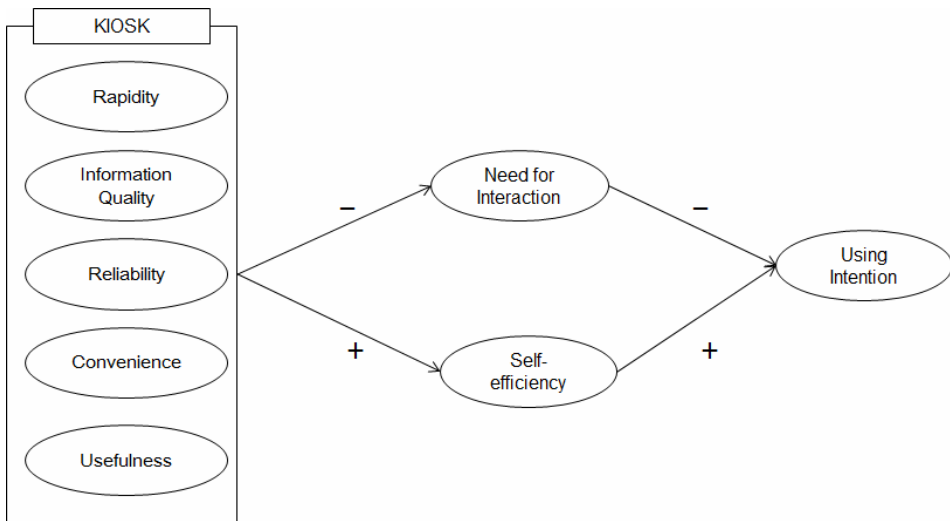 KIOSK
Rapidity
Information
Quality
Reliability
Convenience
Usefulness
−
+
Need for
Interaction
Self-
efficiency
−
+
Using
Intention